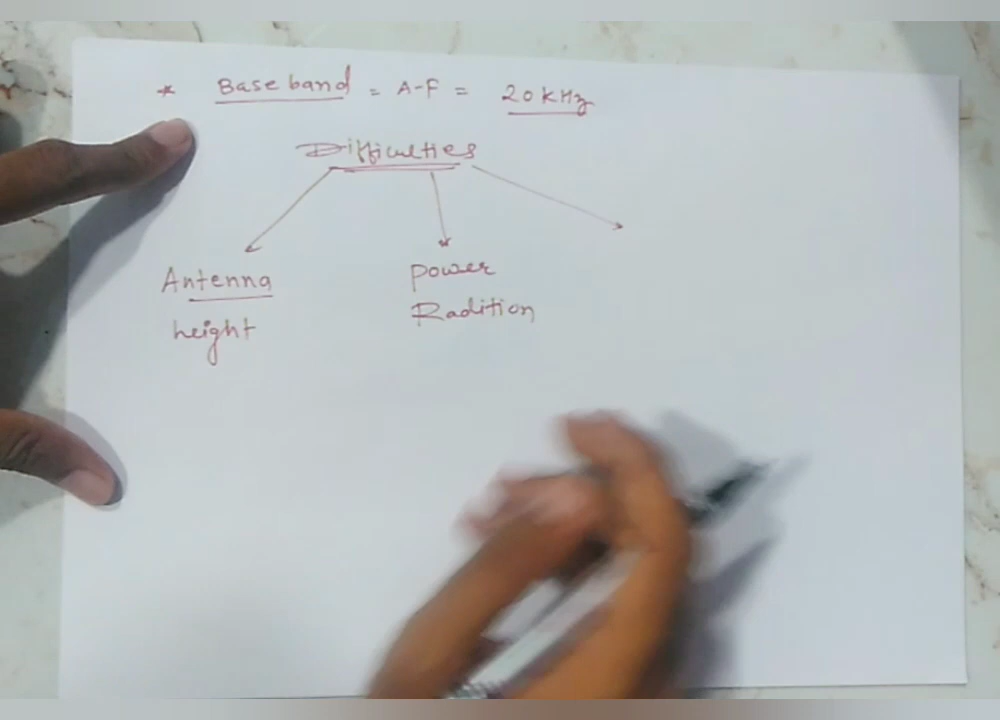 * Base band = A-F = 20 KHz
Difficulties
Antenna
height
power
Radition